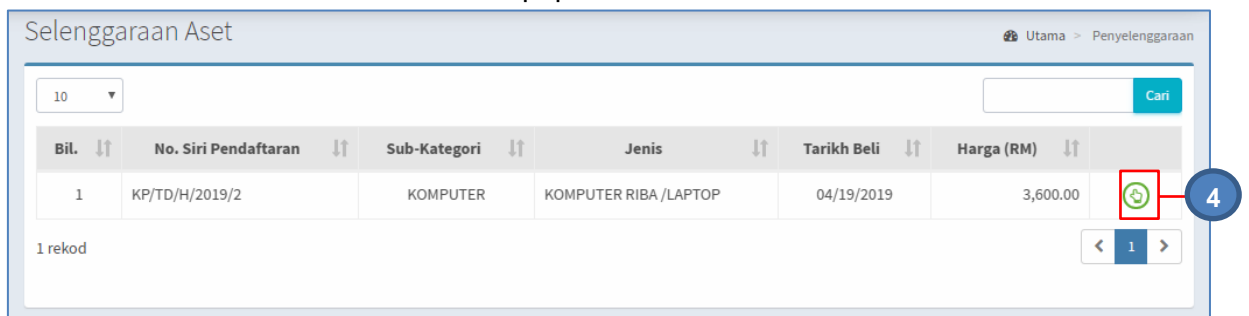 Selenggaraan Aset
Utama > Penyelenggaraan
10
Cari
Bil. No. Siri Pendaftaran Sub-Kategori Jenis Tarikh Beli Harga (RM)
1 KP/TD/H/2019/2 KOMPUTER KOMPUTER RIBA /LAPTOP 04/19/2019 3,600.00
4
1 rekod
< 1 >